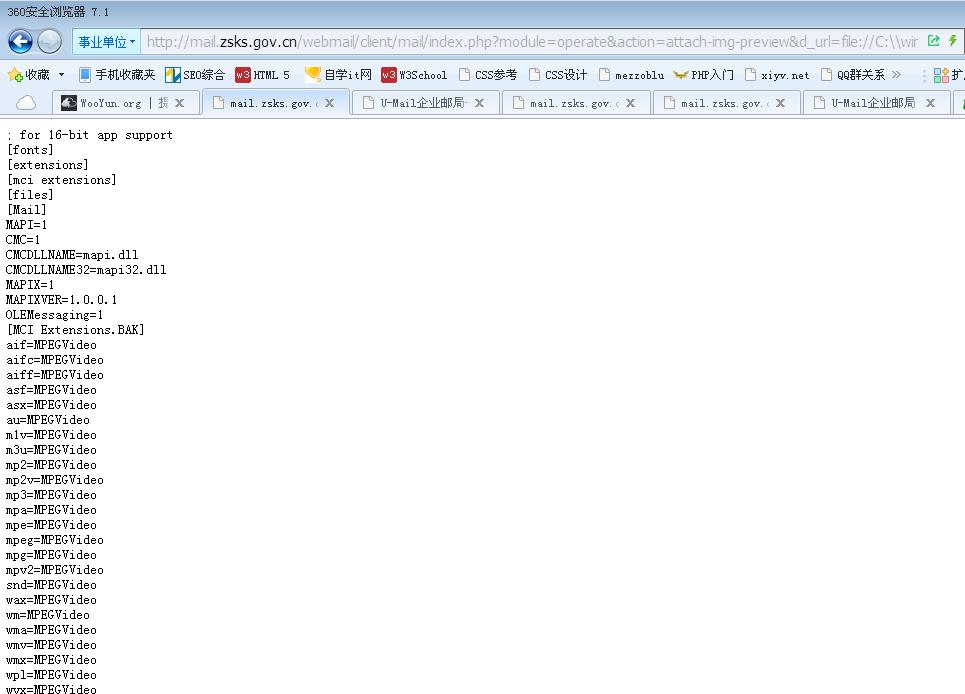 360安全浏览器 7.1
事业单位 http://mail.zsks.gov.cn/webmail/client/mail/index.php?module=operate&action=attach-img-preview&d_url=file://C:\\wir
收藏 手机收藏夹 SEO综合 w3 HTML 5 自学it网 w3 W3School CSS参考 CSS设计 mezzoblu PHP入门 xiyv.net QQ群关系 » 扩
WooYun.org | mail.zsks.gov. U-Mail企业邮局- mail.zsks.gov. mail.zsks.gov. U-Mail企业邮局
; for 16-bit app support
[fonts]
[extensions]
[mci extensions]
[files]
[Mail]
MAPI=1
CMC=1
CMCDLLNAME=mapi.dll
CMCDLLNAME32=mapi32.dll
MAPIX=1
MAPIXVER=1.0.0.1
OLEMessaging=1
[MCI Extensions.BAK]
aif=MPEGVideo
aifc=MPEGVideo
aiff=MPEGVideo
asf=MPEGVideo
asx=MPEGVideo
au=MPEGVideo
m1v=MPEGVideo
m3u=MPEGVideo
mp2=MPEGVideo
mp2v=MPEGVideo
mp3=MPEGVideo
mpa=MPEGVideo
mpe=MPEGVideo
mpeg=MPEGVideo
mpg=MPEGVideo
mpv2=MPEGVideo
snd=MPEGVideo
wax=MPEGVideo
wm=MPEGVideo
wma=MPEGVideo
wmv=MPEGVideo
wmx=MPEGVideo
wpl=MPEGVideo
wvx=MPEGVideo